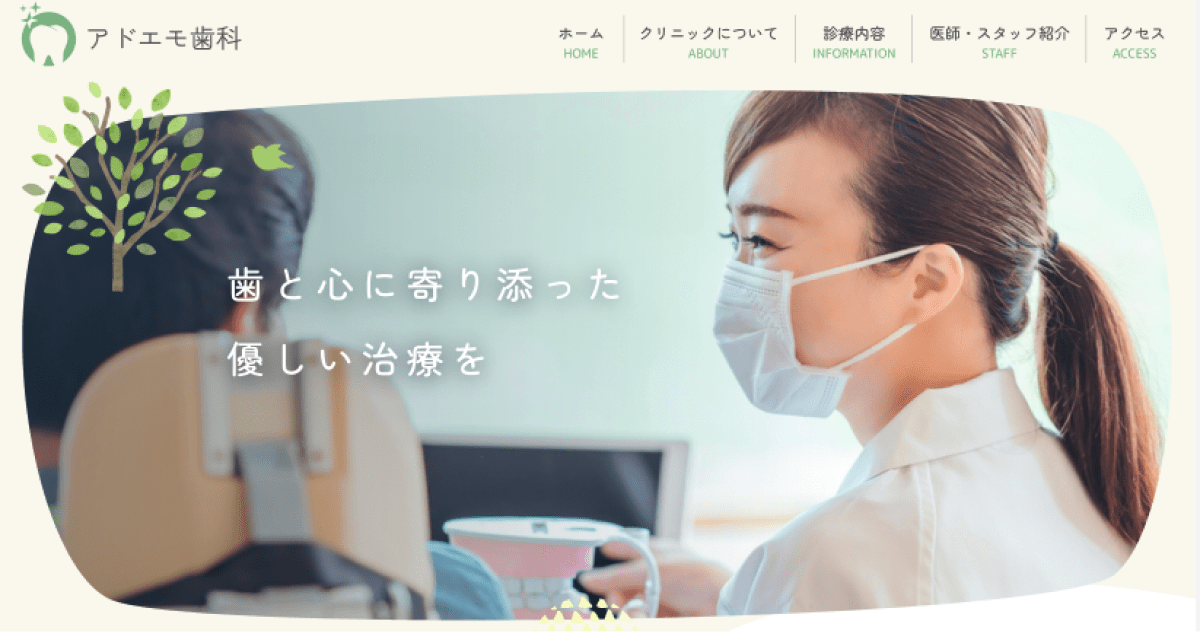 アドエモ歯科
ホーム
HOME
クリニックについて
ABOUT
診療内容
INFORMATION
医師・スタッフ紹介
STAFF
アクセス
ACCESS
歯と心に寄り添った
優しい治療を